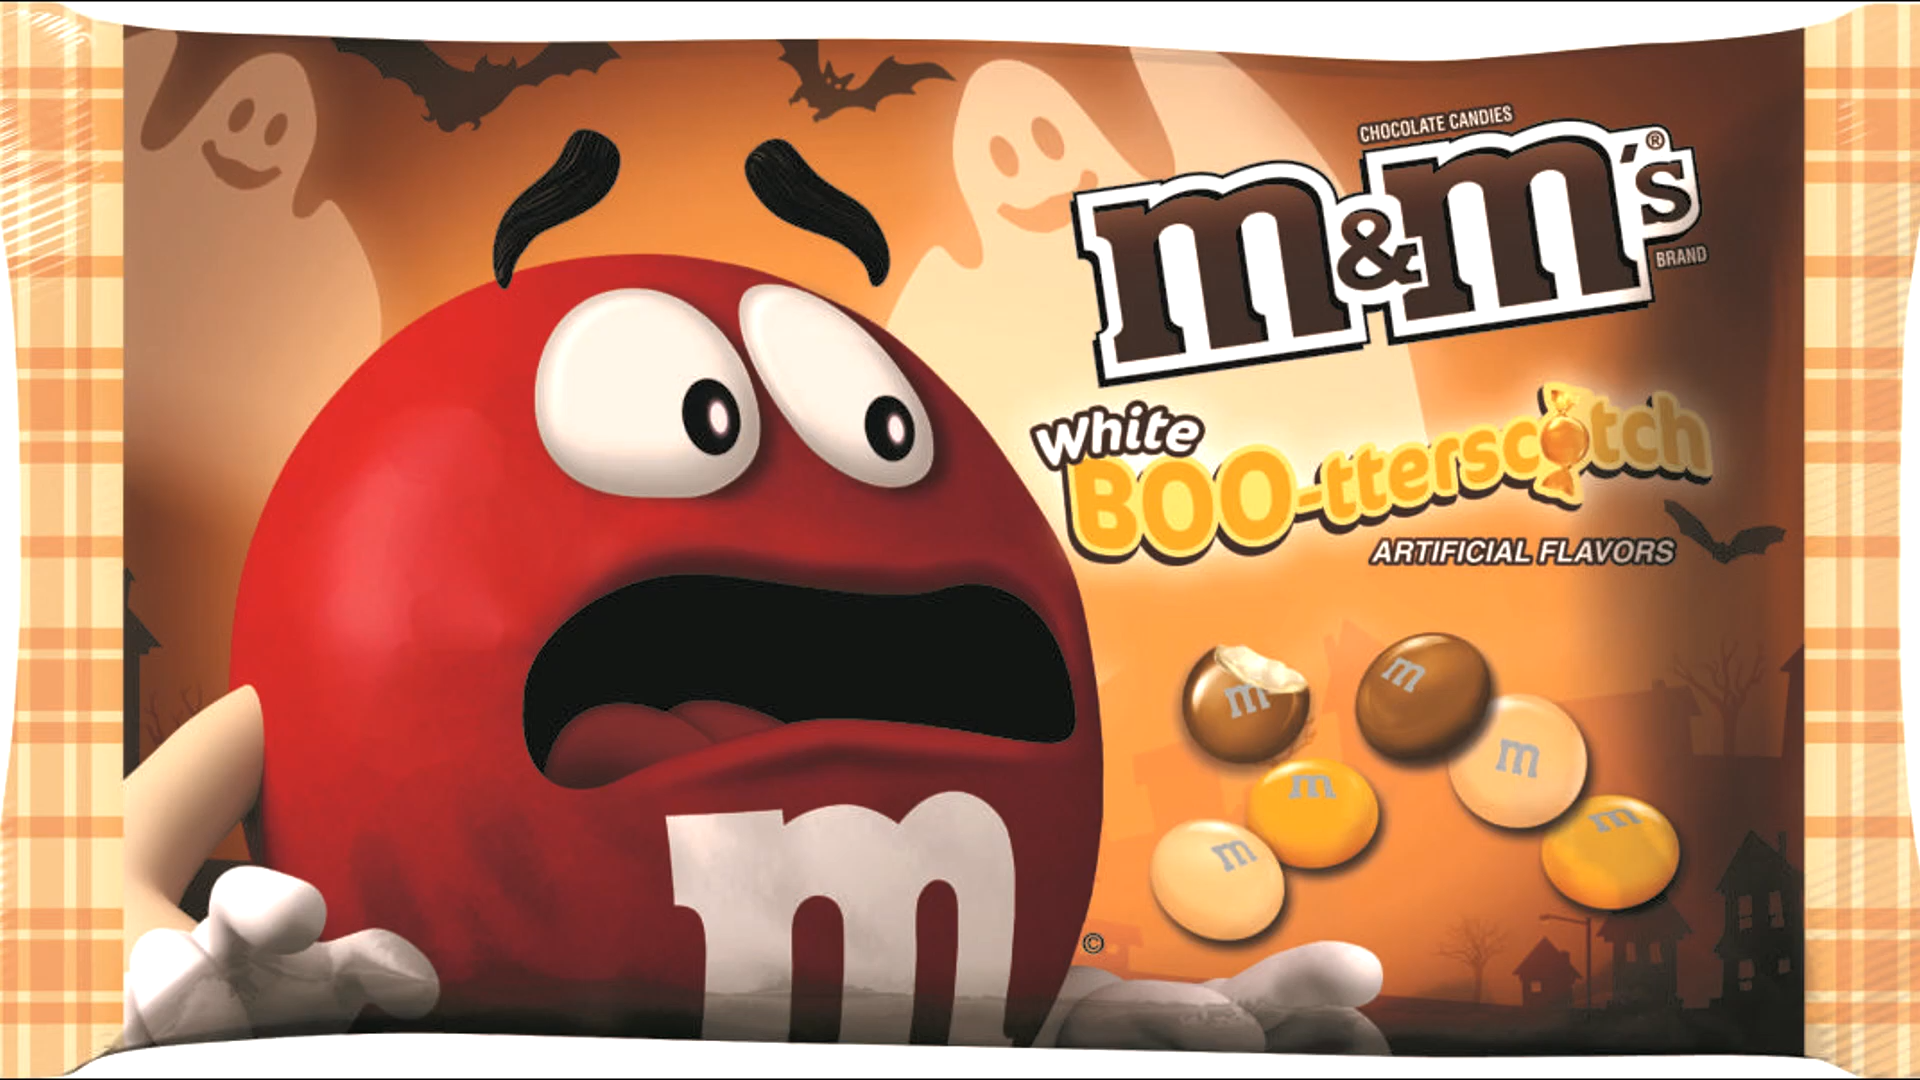 CHOCOLATE CANDIES
m&m's®
BRAND
White
BOO-tterscotch
ARTIFICIAL FLAVORS
m
m
m
m
m
m
m
©